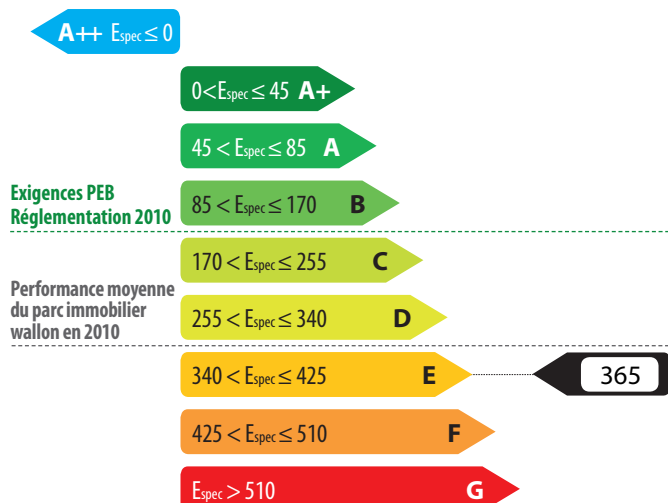 A++ Espec ≤ 0
0<Espec ≤ 45 A+
45 < Espec ≤ 85 A
Exigences PEB
Réglementation 2010
85 < Espec ≤ 170 B
170 < Espec ≤ 255 C
Performance moyenne
du parc immobilier
wallon en 2010
255 < Espec ≤ 340 D
340 < Espec ≤ 425 E 365
425 < Espec ≤ 510 F
Espec > 510 G